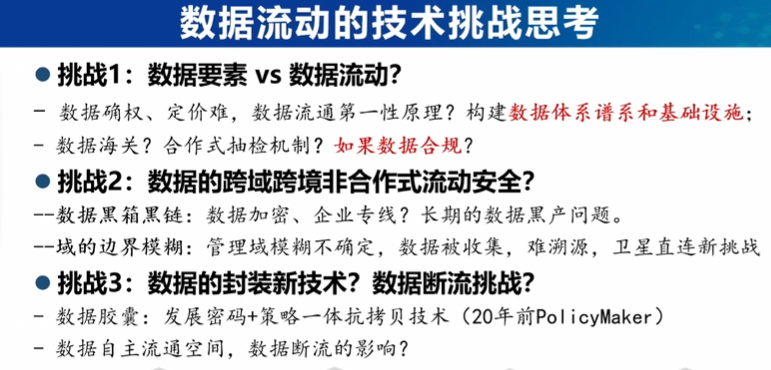 数据流动的技术挑战思考
● 挑战1：数据要素 vs 数据流动？
- 数据确权、定价难，数据流通第一性原理？构建数据体系谱系和基础设施；
- 数据海关？合作式抽检机制？如果数据合规？
● 挑战2：数据的跨域跨境非合作式流动安全？
--数据黑箱黑链：数据加密、企业专线？长期的数据黑产问题。
--域的边界模糊：管理域模糊不确定，数据被收集，难溯源，卫星直连新挑战
● 挑战3：数据的封装新技术？数据断流挑战？
- 数据胶囊：发展密码+策略一体抗拷贝技术（20年前PolicyMaker）
- 数据自主流通空间，数据断流的影响？